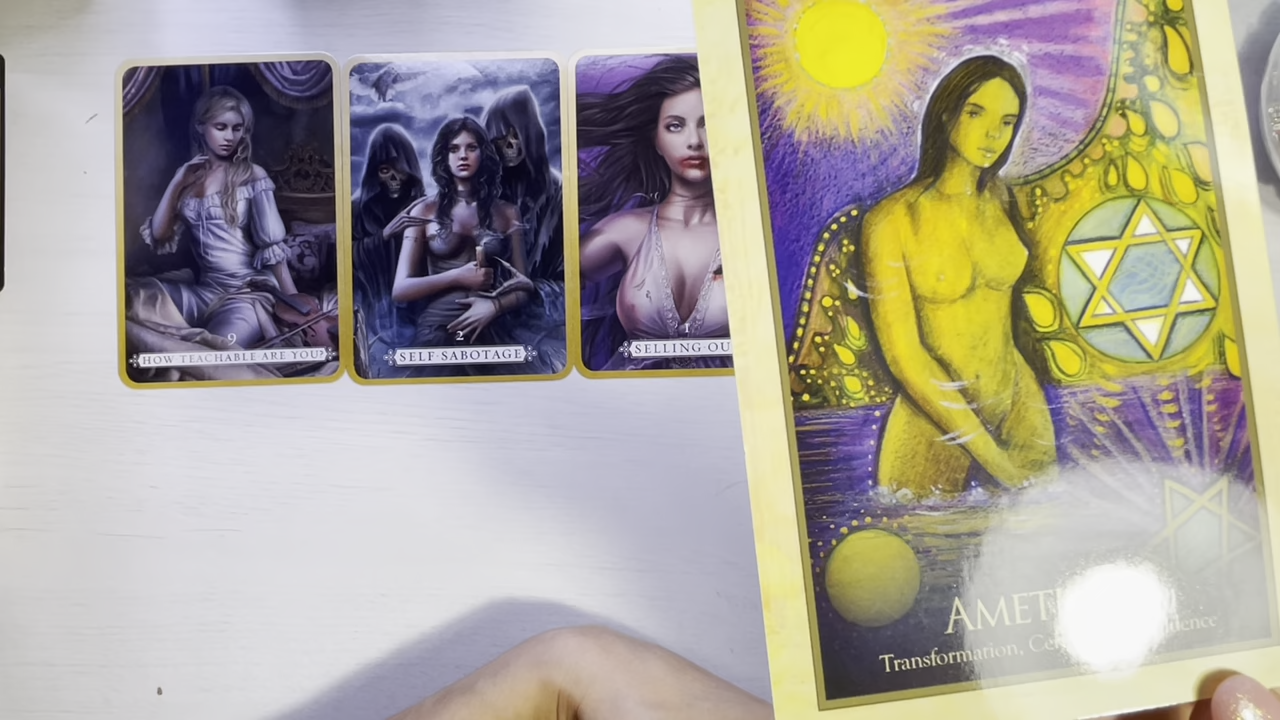 9
HOW TEACHABLE ARE YOU?
2
SELF-SABOTAGE
1
SELLING OU
AMET
Transformation, Ce